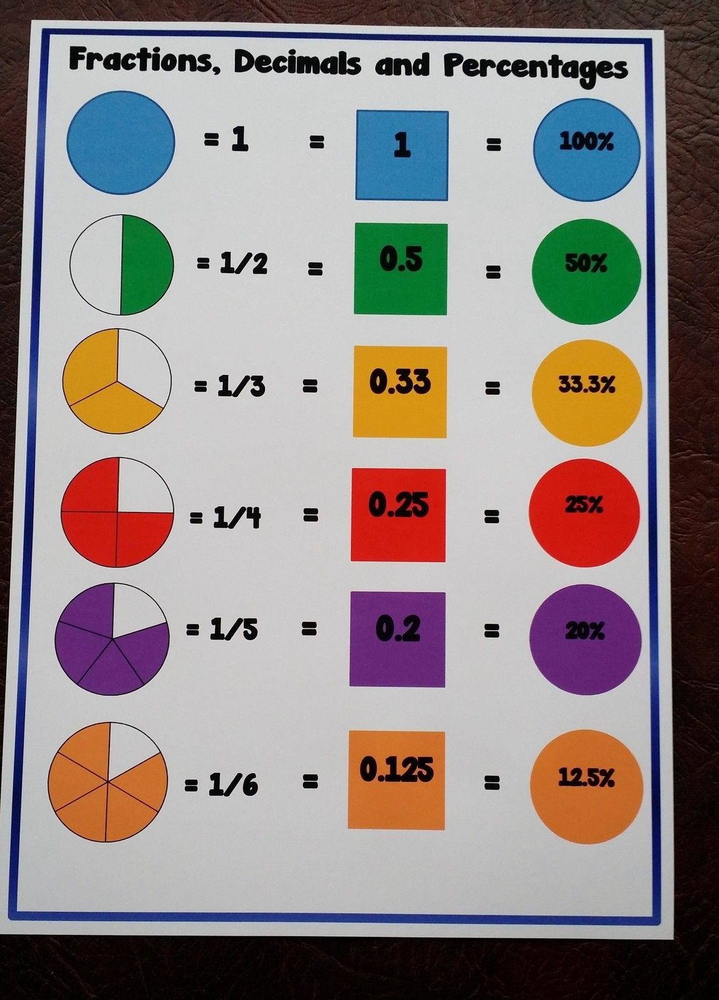 Fractions, Decimals and Percentages
= 1 = 1 = 100%
= 1/2 = 0.5 = 50%
= 1/3 = 0.33 = 33.3%
= 1/4 = 0.25 = 25%
= 1/5 = 0.2 = 20%
= 1/6 = 0.125 = 12.5%